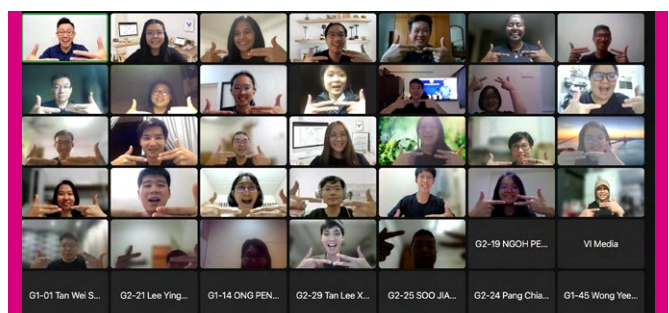 G2-19 NGOH PE...
VI Media
G1-01 Tan Wei S...
G2-21 Lee Ying...
G1-14 ONG PEN...
G2-29 Tan Lee X...
G2-25 SOO JIA...
G2-24 Pang Chia...
G1-45 Wong Yee...